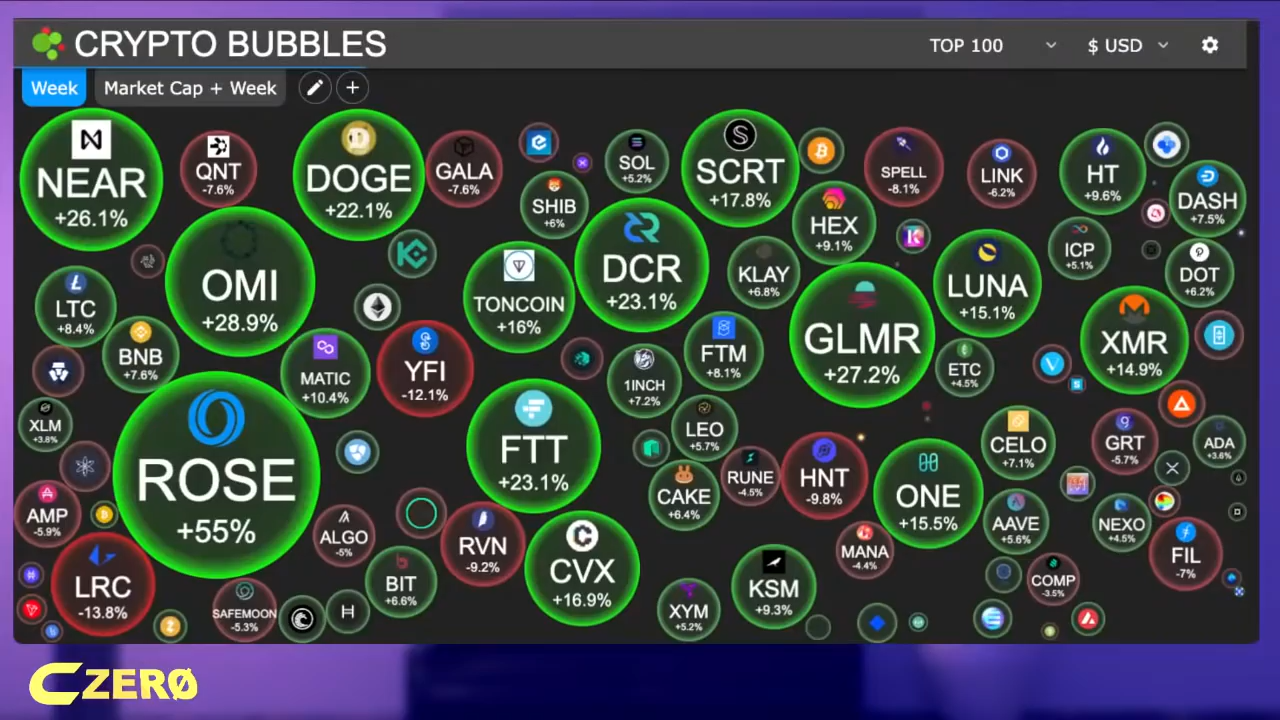 CRYPTO BUBBLES
TOP 100
$ USD
Week
Market Cap + Week
NEAR
+26.1%
QNT
-7.6%
DOGE
+22.1%
GALA
-7.6%
SHIB
+6%
SOL
+5.2%
SCRT
+17.8%
HEX
+9.1%
SPELL
-8.1%
LINK
-6.2%
HT
+9.6%
DASH
+7.5%
OMI
+28.9%
TONCOIN
+16%
DCR
+23.1%
KLAY
+6.8%
LUNA
+15.1%
ICP
+5.1%
DOT
+6.2%
LTC
+8.4%
BNB
+7.6%
MATIC
+10.4%
YFI
-12.1%
1INCH
+7.2%
FTM
+8.1%
GLMR
+27.2%
ETC
+4.5%
XMR
+14.9%
XLM
+3.8%
ROSE
+55%
FTT
+23.1%
LEO
+5.7%
CAKE
+6.4%
RUNE
-4.5%
HNT
-9.8%
ONE
+15.5%
CELO
+7.1%
GRT
-5.7%
ADA
+3.6%
AMP
-5.9%
ALGO
-5%
RVN
-9.2%
CVX
+16.9%
MANA
-4.4%
AAVE
+5.6%
NEXO
+4.5%
FIL
-7%
LRC
-13.8%
SAFEMOON
-5.3%
BIT
+6.6%
XYM
+5.2%
KSM
+9.3%
COMP
-3.5%
CZERØ